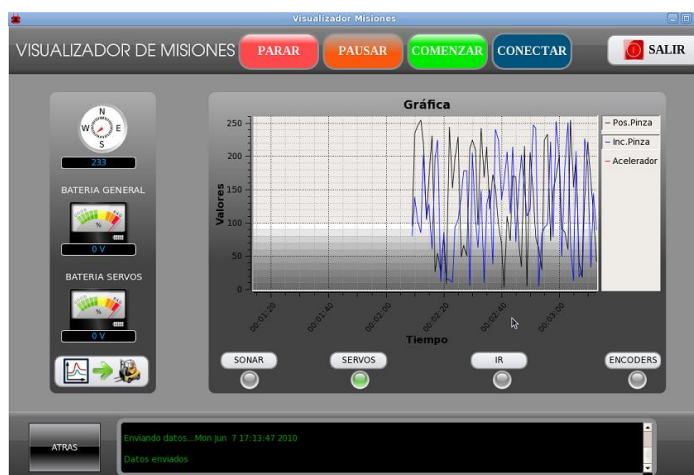 Visualizador Misiones
VISUALIZADOR DE MISIONES
PARAR
PAUSAR
COMENZAR
CONECTAR
SALIR
N
W E
S
233
BATERIA GENERAL
%
0 V
BATERIA SERVOS
%
0 V
Gráfica
Valores
250
200
150
100
50
0
Pos.Pinza
Inc.Pinza
Acelerador
00:01:20
00:01:40
00:02:00
00:02:20
00:02:40
00:03:00
Tiempo
SONAR
SERVOS
IR
ENCODERS
ATRAS
Enviando datos...Mon Jun 7 17:13:47 2010
Datos enviados